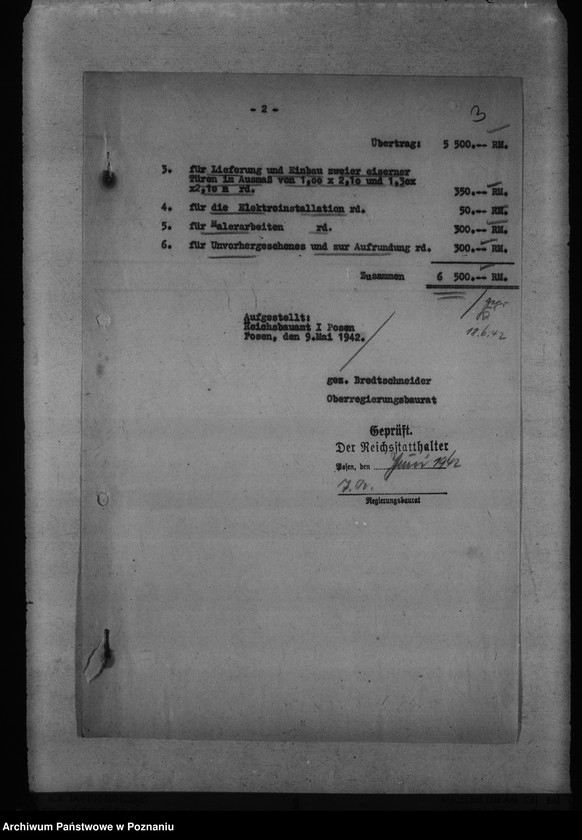 - 2 -
3
Übertrag: 5 500.-- RM.
3. für Lieferung und Einbau zweier eiserner
Türen im Ausmaß von 1,00 x 2,10 und 1,30x
x2,10 m rd. 350.-- RM.
4. für die Elektroinstallation rd. 50.-- RM.
5. für Malerarbeiten rd. 300.-- RM.
6. für Unvorhergesehenes und zur Aufrundung rd. 300.-- RM.
Zusammen 6 500.-- RM.
18.6.42
Aufgestellt:
Reichsbauamt I Posen
Posen, den 9.Mai 1942.
gez. Bredtschneider
Oberregierungsbaurat
Geprüft.
Der Reichsstatthalter
Posen, den Juni 1942
Regierungsbaurat
Archiwum Państwowe w Poznaniu